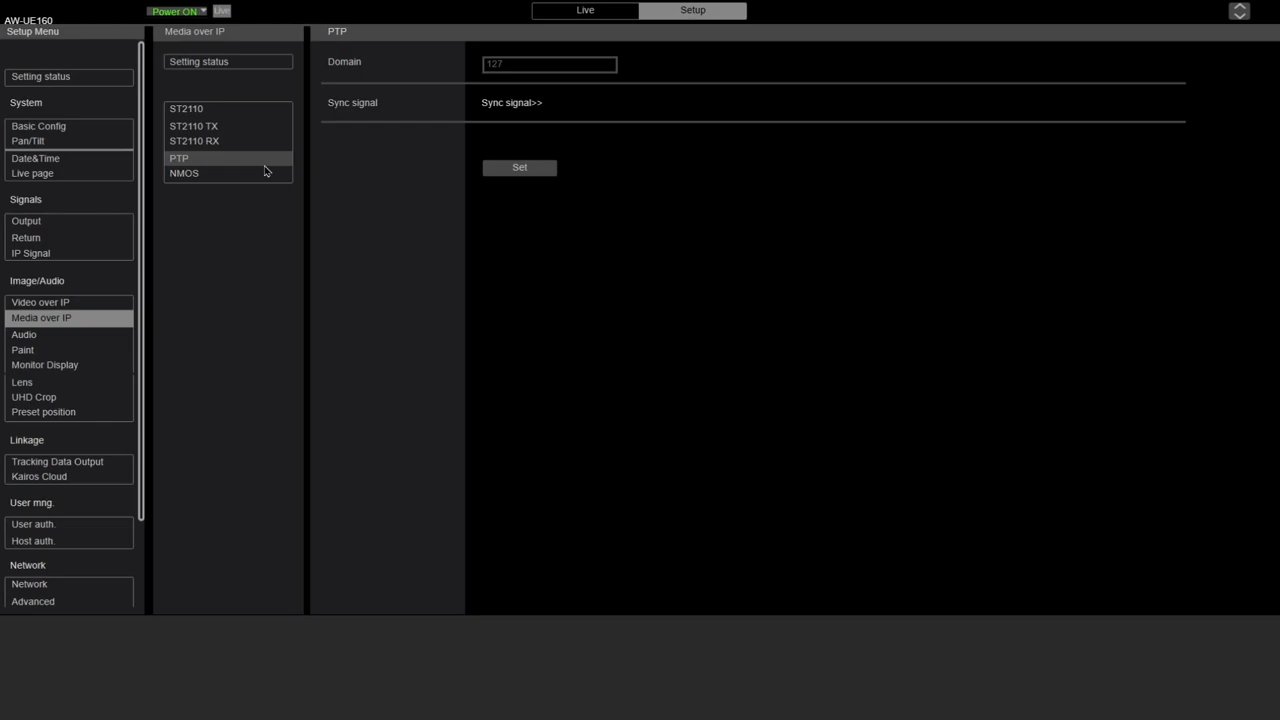 AW-UE160
Power ON
Live
Live
Setup
Setup Menu
Setting status
System
Basic Config
Pan/Tilt
Date&Time
Live page
Signals
Output
Return
IP Signal
Image/Audio
Video over IP
Media over IP
Audio
Paint
Monitor Display
Lens
UHD Crop
Preset position
Linkage
Tracking Data Output
Kairos Cloud
User mng.
User auth.
Host auth.
Network
Network
Advanced
Media over IP
Setting status
ST2110
ST2110 TX
ST2110 RX
PTP
NMOS
PTP
Domain
127
Sync signal
Sync signal>>
Set